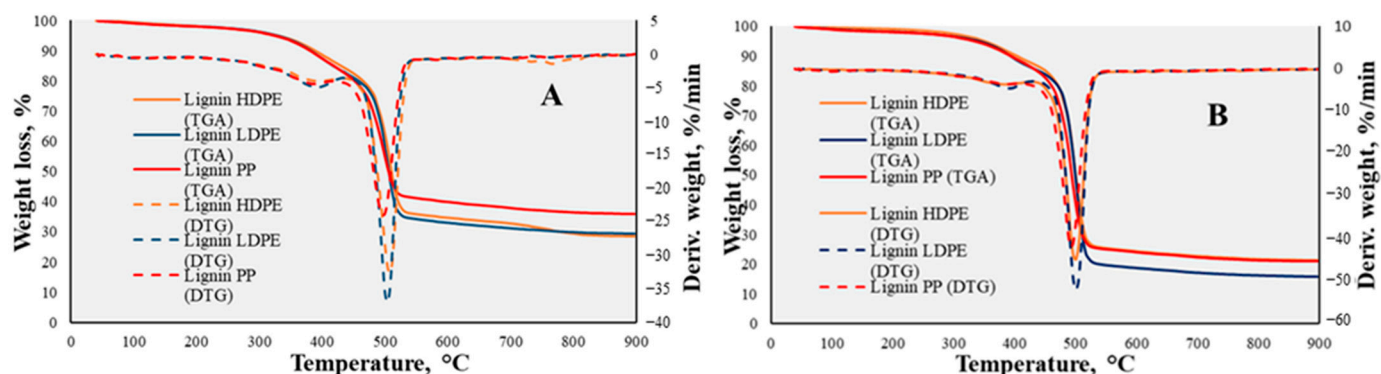 100
90
80
70
60
50
40
30
20
10
0
Weight loss, %
0
100
200
300
400
500
600
700
800
900
Temperature, °C
5
0
−5
−10
−15
−20
−25
−30
−35
−40
Deriv. weight, %/min
A
Lignin HDPE
(TGA)
Lignin LDPE
(TGA)
Lignin PP
(TGA)
Lignin HDPE
(DTG)
Lignin LDPE
(DTG)
Lignin PP
(DTG)
100
90
80
70
60
50
40
30
20
10
0
Weight loss, %
0
100
200
300
400
500
600
700
800
900
Temperature, °C
10
0
−10
−20
−30
−40
−50
−60
Deriv. weight, %/min
B
Lignin HDPE
(TGA)
Lignin LDPE
(TGA)
Lignin PP (TGA)
Lignin HDPE
(DTG)
Lignin LDPE
(DTG)
Lignin PP (DTG)